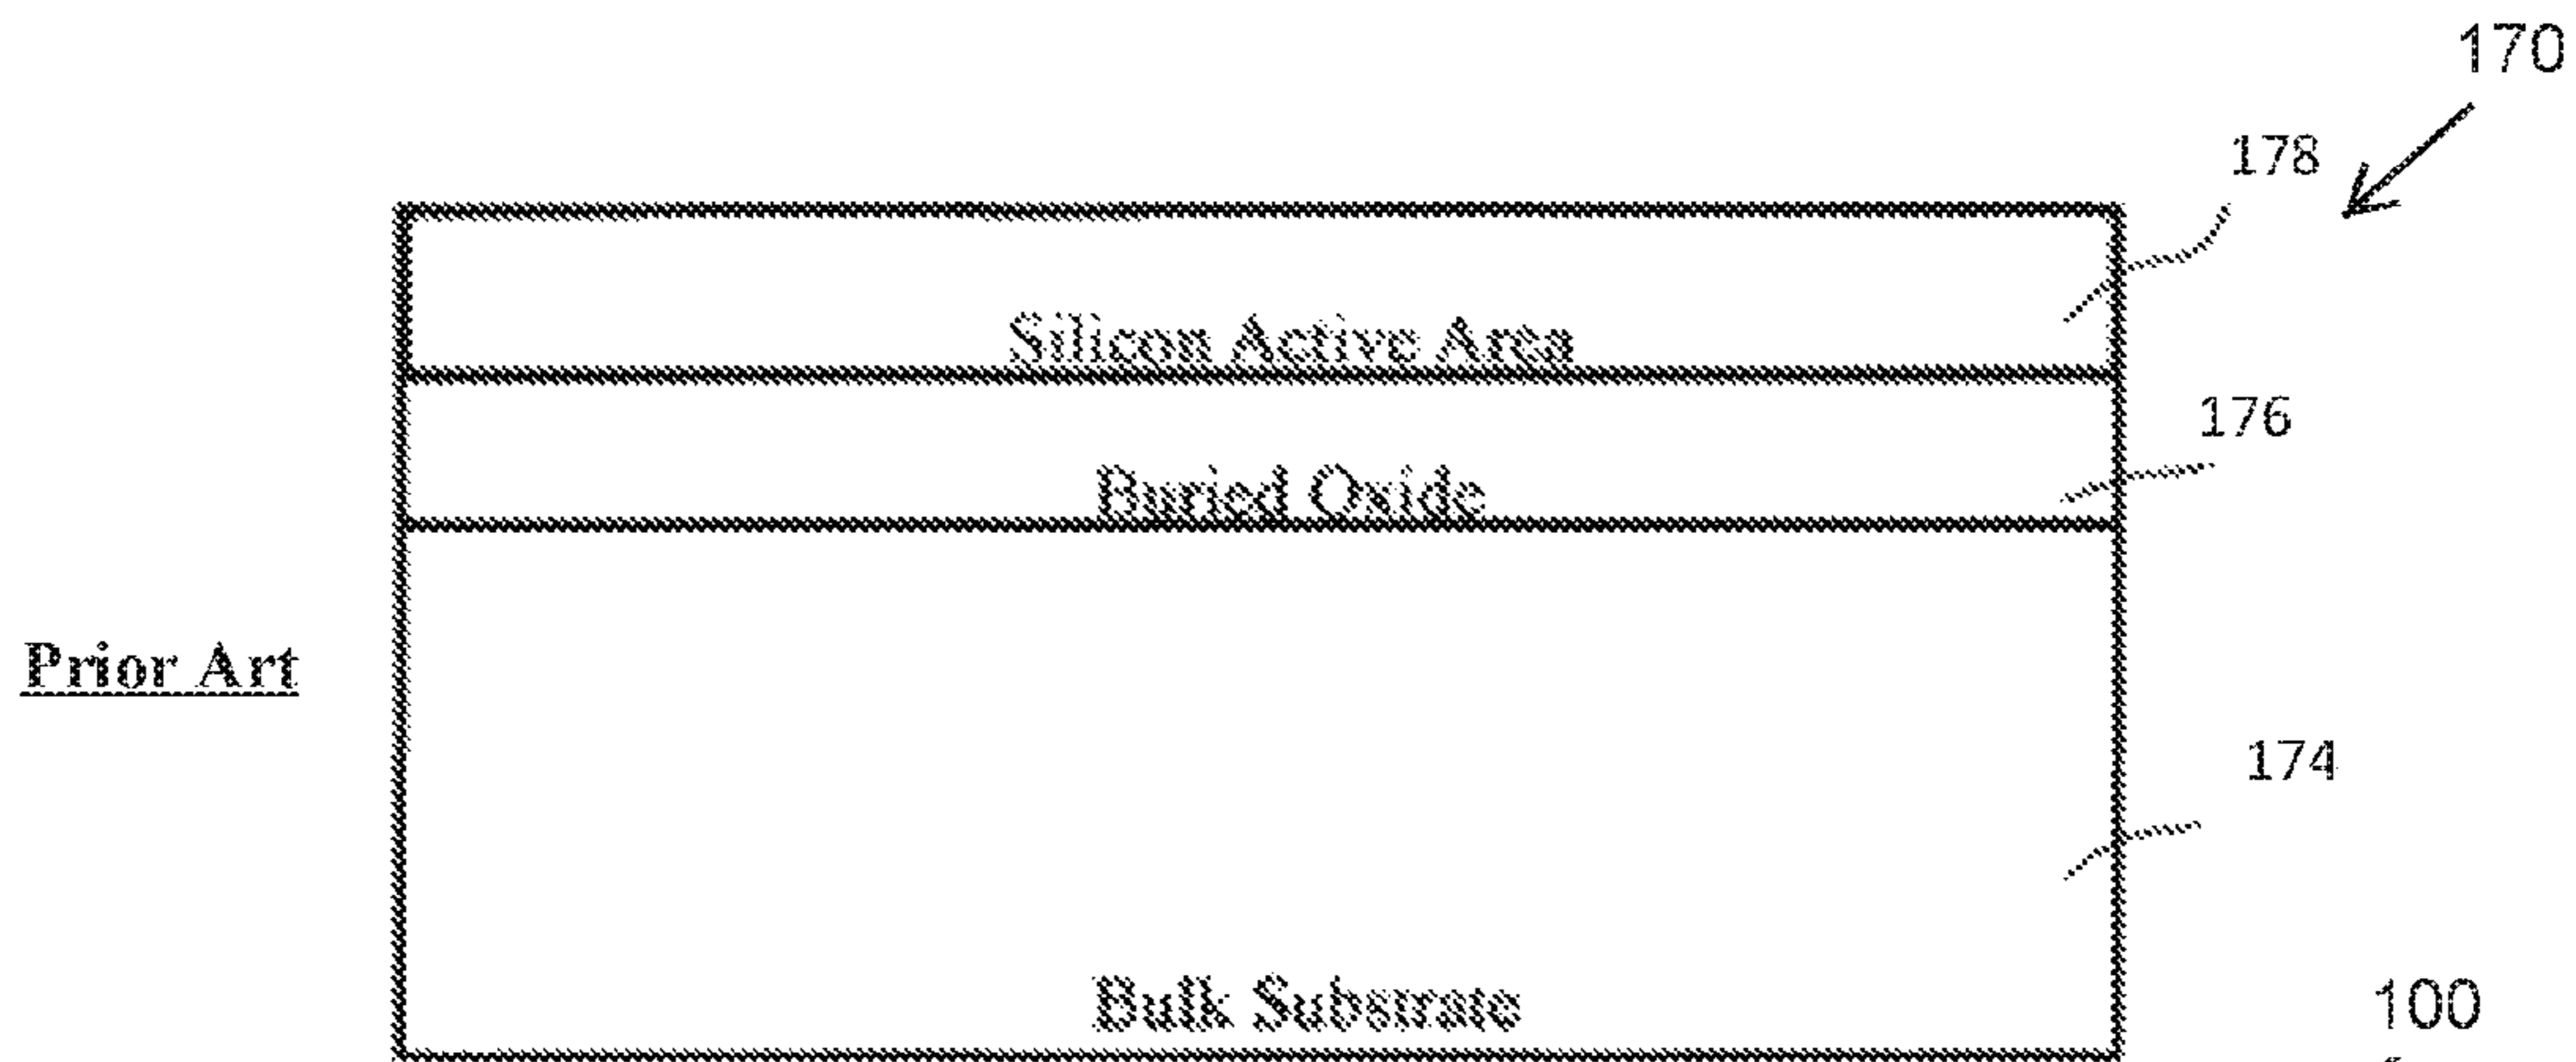 170
178
Silicon Active Area
176
Buried Oxide
Prior Art
174
Bulk Substrate
100